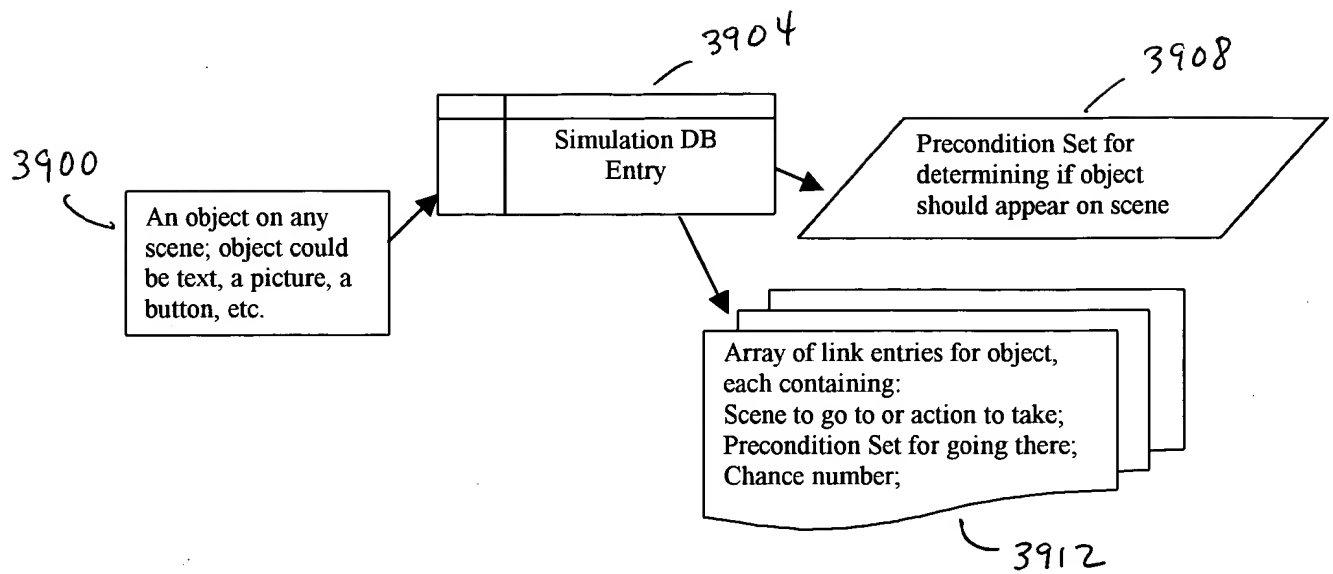 3904
3908
3900
Simulation DB
Entry
Precondition Set for
determining if object
should appear on scene
An object on any
scene; object could
be text, a picture, a
button, etc.
Array of link entries for object,
each containing:
Scene to go to or action to take;
Precondition Set for going there;
Chance number;
3912